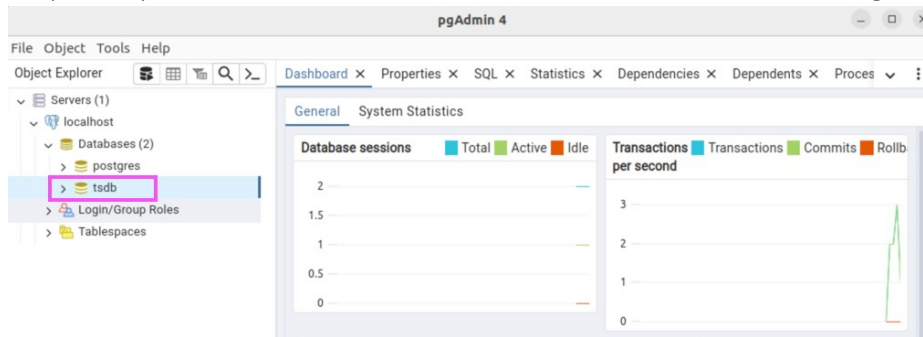 pgAdmin 4
File Object Tools Help
Object Explorer
Dashboard Properties SQL Statistics Dependencies Dependents Proces
Servers (1)
localhost
Databases (2)
postgres
tsdb
Login/Group Roles
Tablespaces
General System Statistics
Database sessions Total Active Idle
2
1.5
1
0.5
0
Transactions per second Transactions Commits Rollb
3
2
1
0